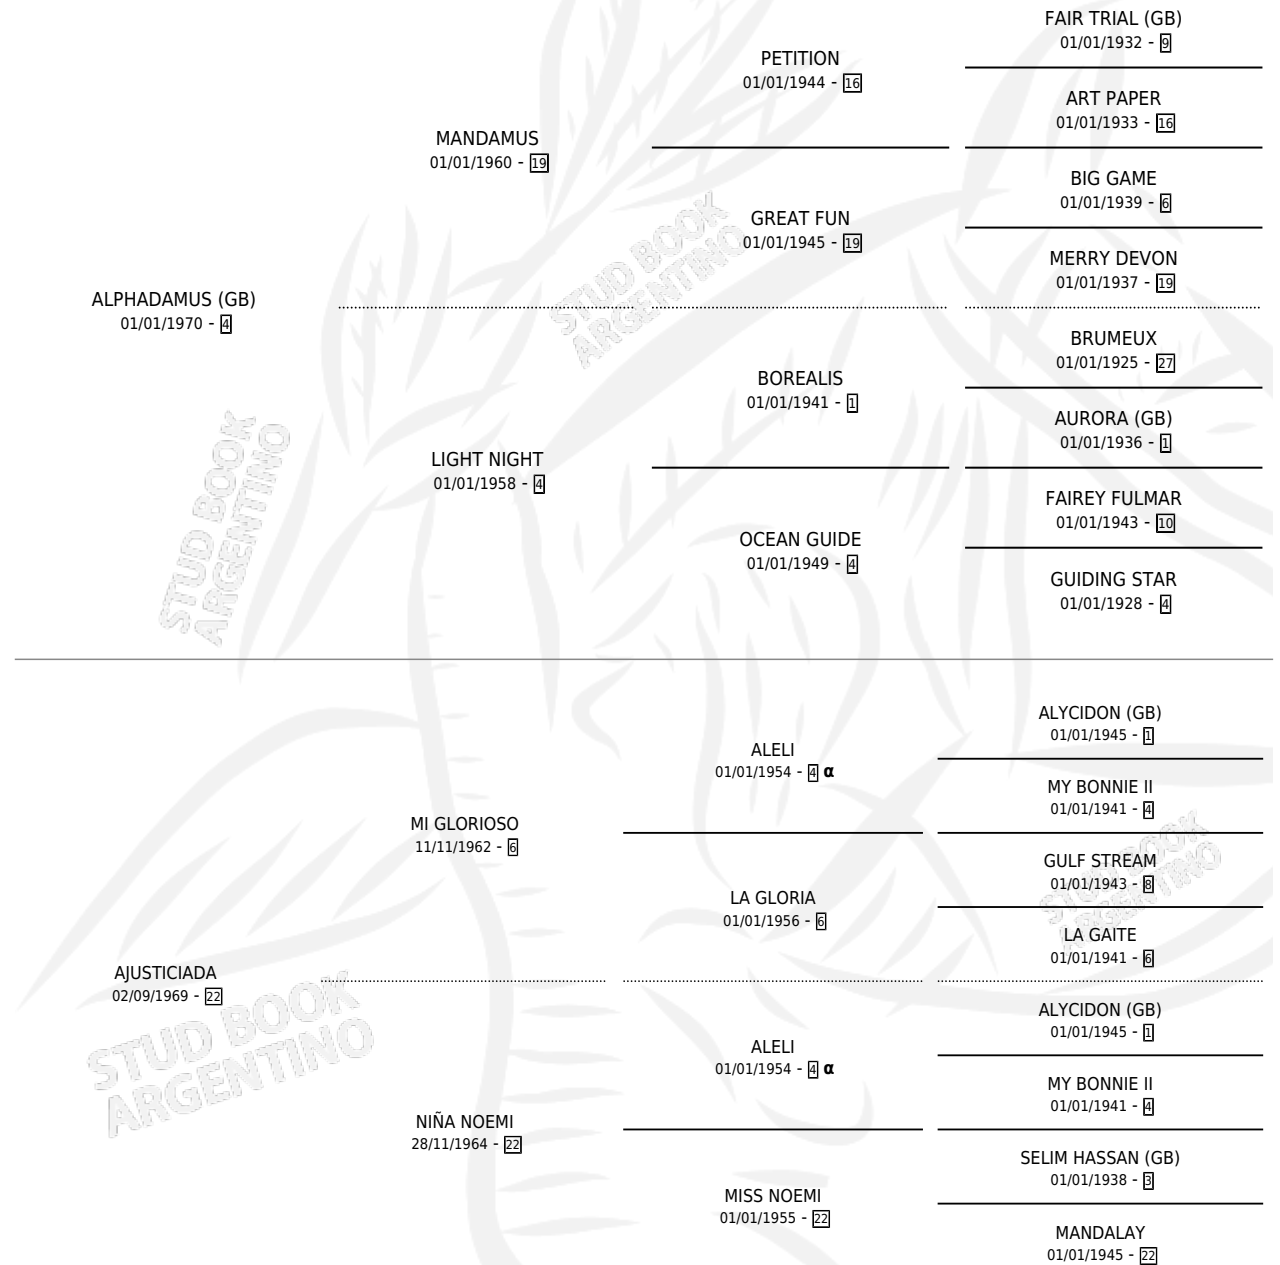 FAIR TRIAL (GB)
01/01/1932 - 9
PETITION
01/01/1944 - 16
ART PAPER
01/01/1933 - 16
MANDAMUS
01/01/1960 - 19
BIG GAME
01/01/1939 - 6
GREAT FUN
01/01/1945 - 19
MERRY DEVON
01/01/1937 - 19
ALPHADAMUS (GB)
01/01/1970 - 4
BRUMEUX
01/01/1925 - 27
BOREALIS
01/01/1941 - 1
AURORA (GB)
01/01/1936 - 1
LIGHT NIGHT
01/01/1958 - 4
FAIREY FULMAR
01/01/1943 - 10
OCEAN GUIDE
01/01/1949 - 4
GUIDING STAR
01/01/1928 - 4
ALYCIDON (GB)
01/01/1945 - 1
ALELI
01/01/1954 - 4 α
MY BONNIE II
01/01/1941 - 4
MI GLORIOSO
11/11/1962 - 6
GULF STREAM
01/01/1943 - 8
LA GLORIA
01/01/1956 - 6
LA GAITE
01/01/1941 - 6
AJUSTICIADA
02/09/1969 - 22
ALYCIDON (GB)
01/01/1945 - 1
ALELI
01/01/1954 - 4 α
MY BONNIE II
01/01/1941 - 4
NIÑA NOEMI
28/11/1964 - 22
SELIM HASSAN (GB)
01/01/1938 - 3
MISS NOEMI
01/01/1955 - 22
MANDALAY
01/01/1945 - 22
STUD BOOK
ARGENTINO
STUD BOOK
ARGENTINO
STUD BOOK
ARGENTINO
STUD BOOK
ARGENTINO